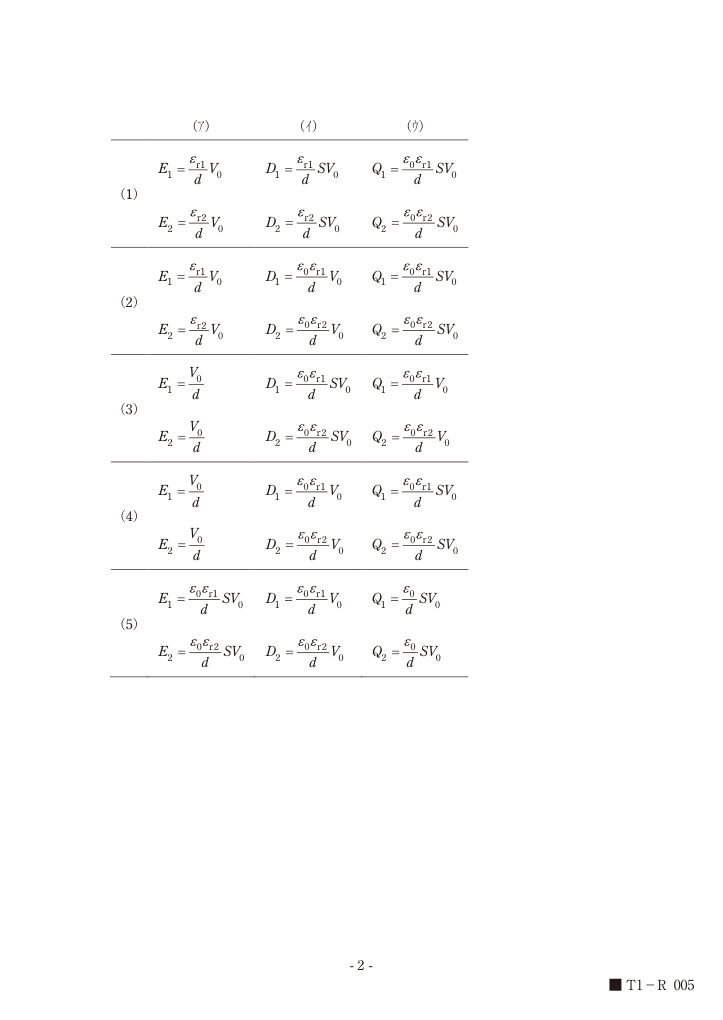 (ｱ) (ｲ) (ｳ)
(1)
E₁ = εr1/d V₀ D₁ = εr1/d SV₀ Q₁ = ε₀εr1/d SV₀
E₂ = εr2/d V₀ D₂ = εr2/d SV₀ Q₂ = ε₀εr2/d SV₀
(2)
E₁ = εr1/d V₀ D₁ = ε₀εr1/d V₀ Q₁ = ε₀εr1/d SV₀
E₂ = εr2/d V₀ D₂ = ε₀εr2/d V₀ Q₂ = ε₀εr2/d SV₀
(3)
E₁ = V₀/d D₁ = ε₀εr1/d SV₀ Q₁ = ε₀εr1/d V₀
E₂ = V₀/d D₂ = ε₀εr2/d SV₀ Q₂ = ε₀εr2/d V₀
(4)
E₁ = V₀/d D₁ = ε₀εr1/d V₀ Q₁ = ε₀εr1/d SV₀
E₂ = V₀/d D₂ = ε₀εr2/d V₀ Q₂ = ε₀εr2/d SV₀
(5)
E₁ = ε₀εr1/d SV₀ D₁ = ε₀εr1/d V₀ Q₁ = ε₀/d SV₀
E₂ = ε₀εr2/d SV₀ D₂ = ε₀εr2/d V₀ Q₂ = ε₀/d SV₀
- 2 -
■ T1－R 005